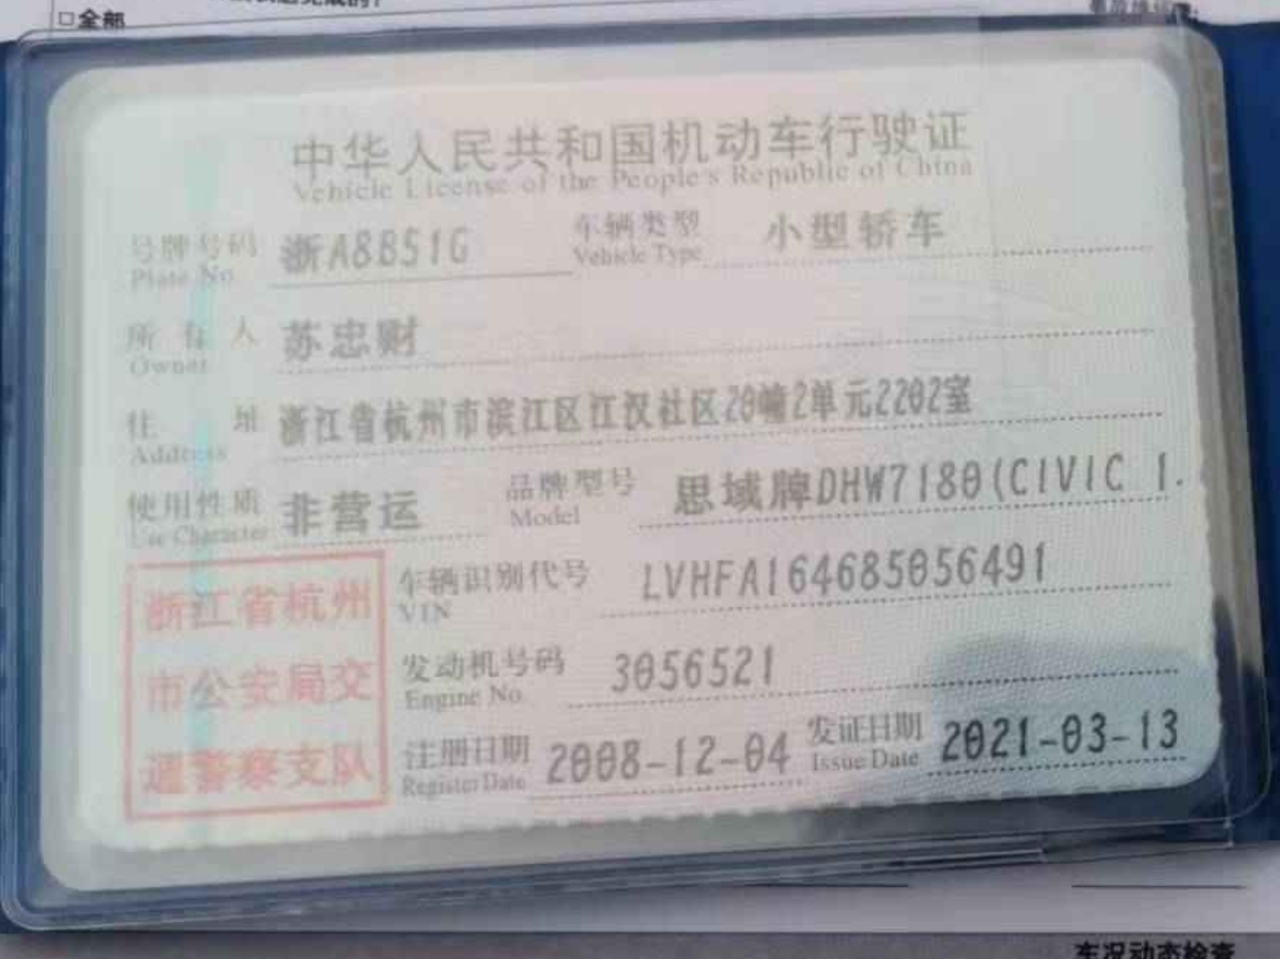 □全部
中华人民共和国机动车行驶证
Vehicle License of the People's Republic of China
号牌号码 浙A8B51G 车辆类型 小型轿车
Plate No. Vehicle Type
所有人 苏忠财
Owner
住址 浙江省杭州市滨江区江汉社区20幢2单元2202室
Address
使用性质 非营运 品牌型号 思域牌DHW7180(CIVIC 1.
Use Character Model
浙江省杭州
市公安局交
通警察支队
车辆识别代号 LVHFA164685056491
VIN
发动机号码 3056521
Engine No.
注册日期 2008-12-04 发证日期 2021-03-13
Register Date Issue Date
车况动态检查